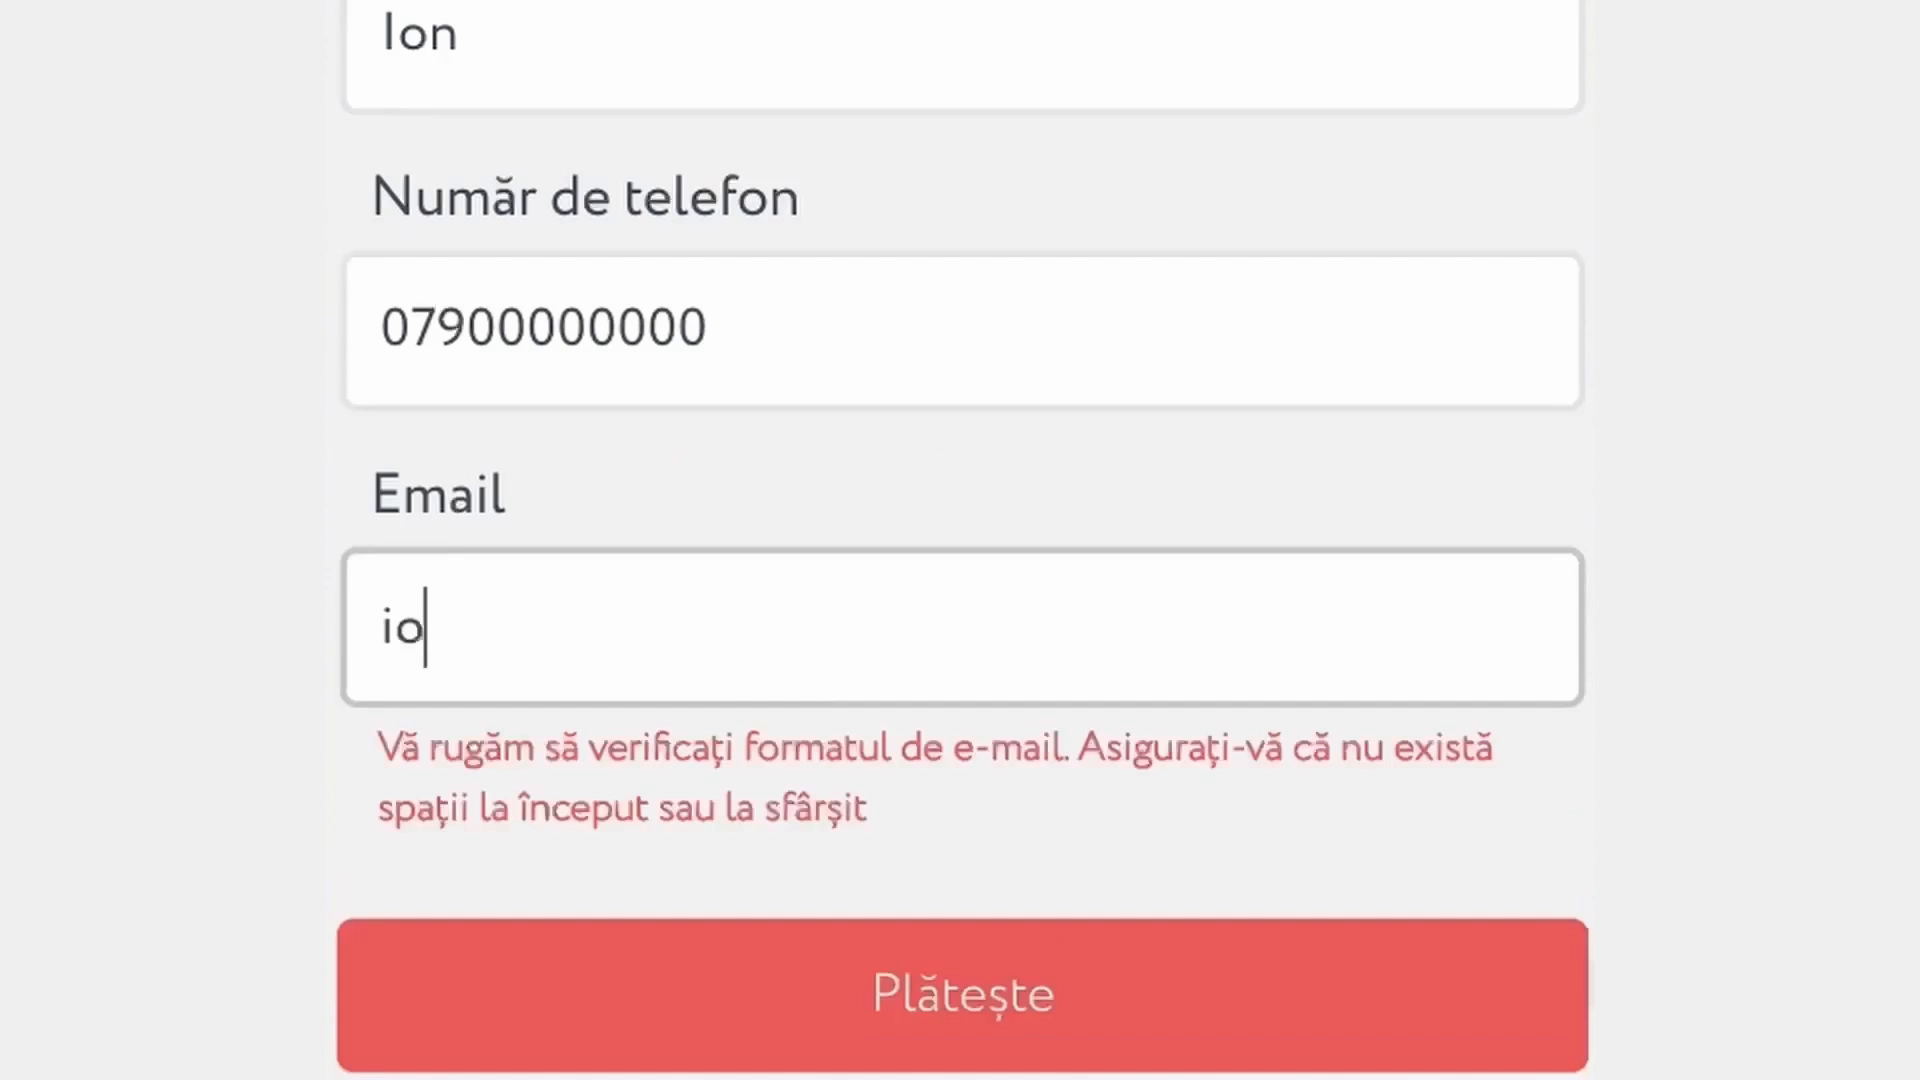 Ion
Număr de telefon
07900000000
Email
io
Vă rugăm să verificați formatul de e-mail. Asigurați-vă că nu există
spații la început sau la sfârșit
Plătește